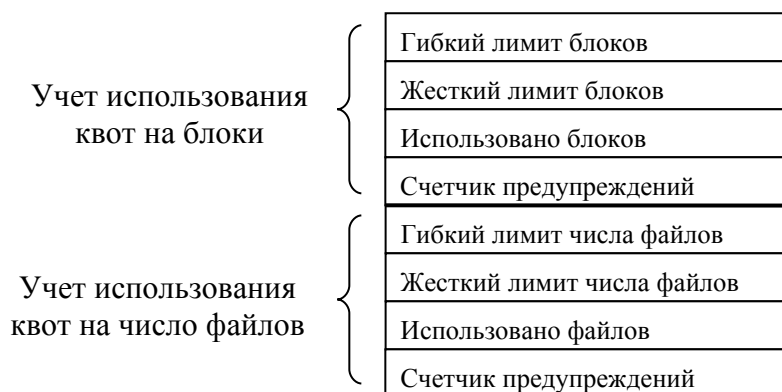 Учет использования
квот на блоки
Гибкий лимит блоков
Жесткий лимит блоков
Использовано блоков
Счетчик предупреждений
Учет использования
квот на число файлов
Гибкий лимит числа файлов
Жесткий лимит числа файлов
Использовано файлов
Счетчик предупреждений